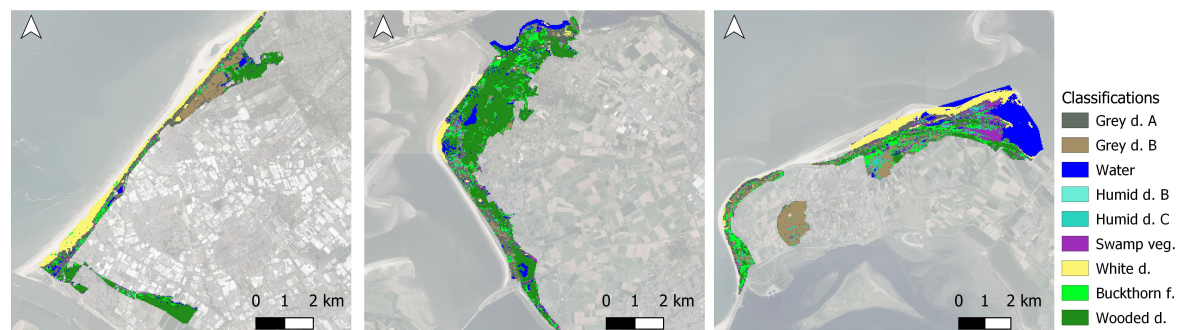 0 1 2 km
0 1 2 km
0 1 2 km
Classifications
Grey d. A
Grey d. B
Water
Humid d. B
Humid d. C
Swamp veg.
White d.
Buckthorn f.
Wooded d.